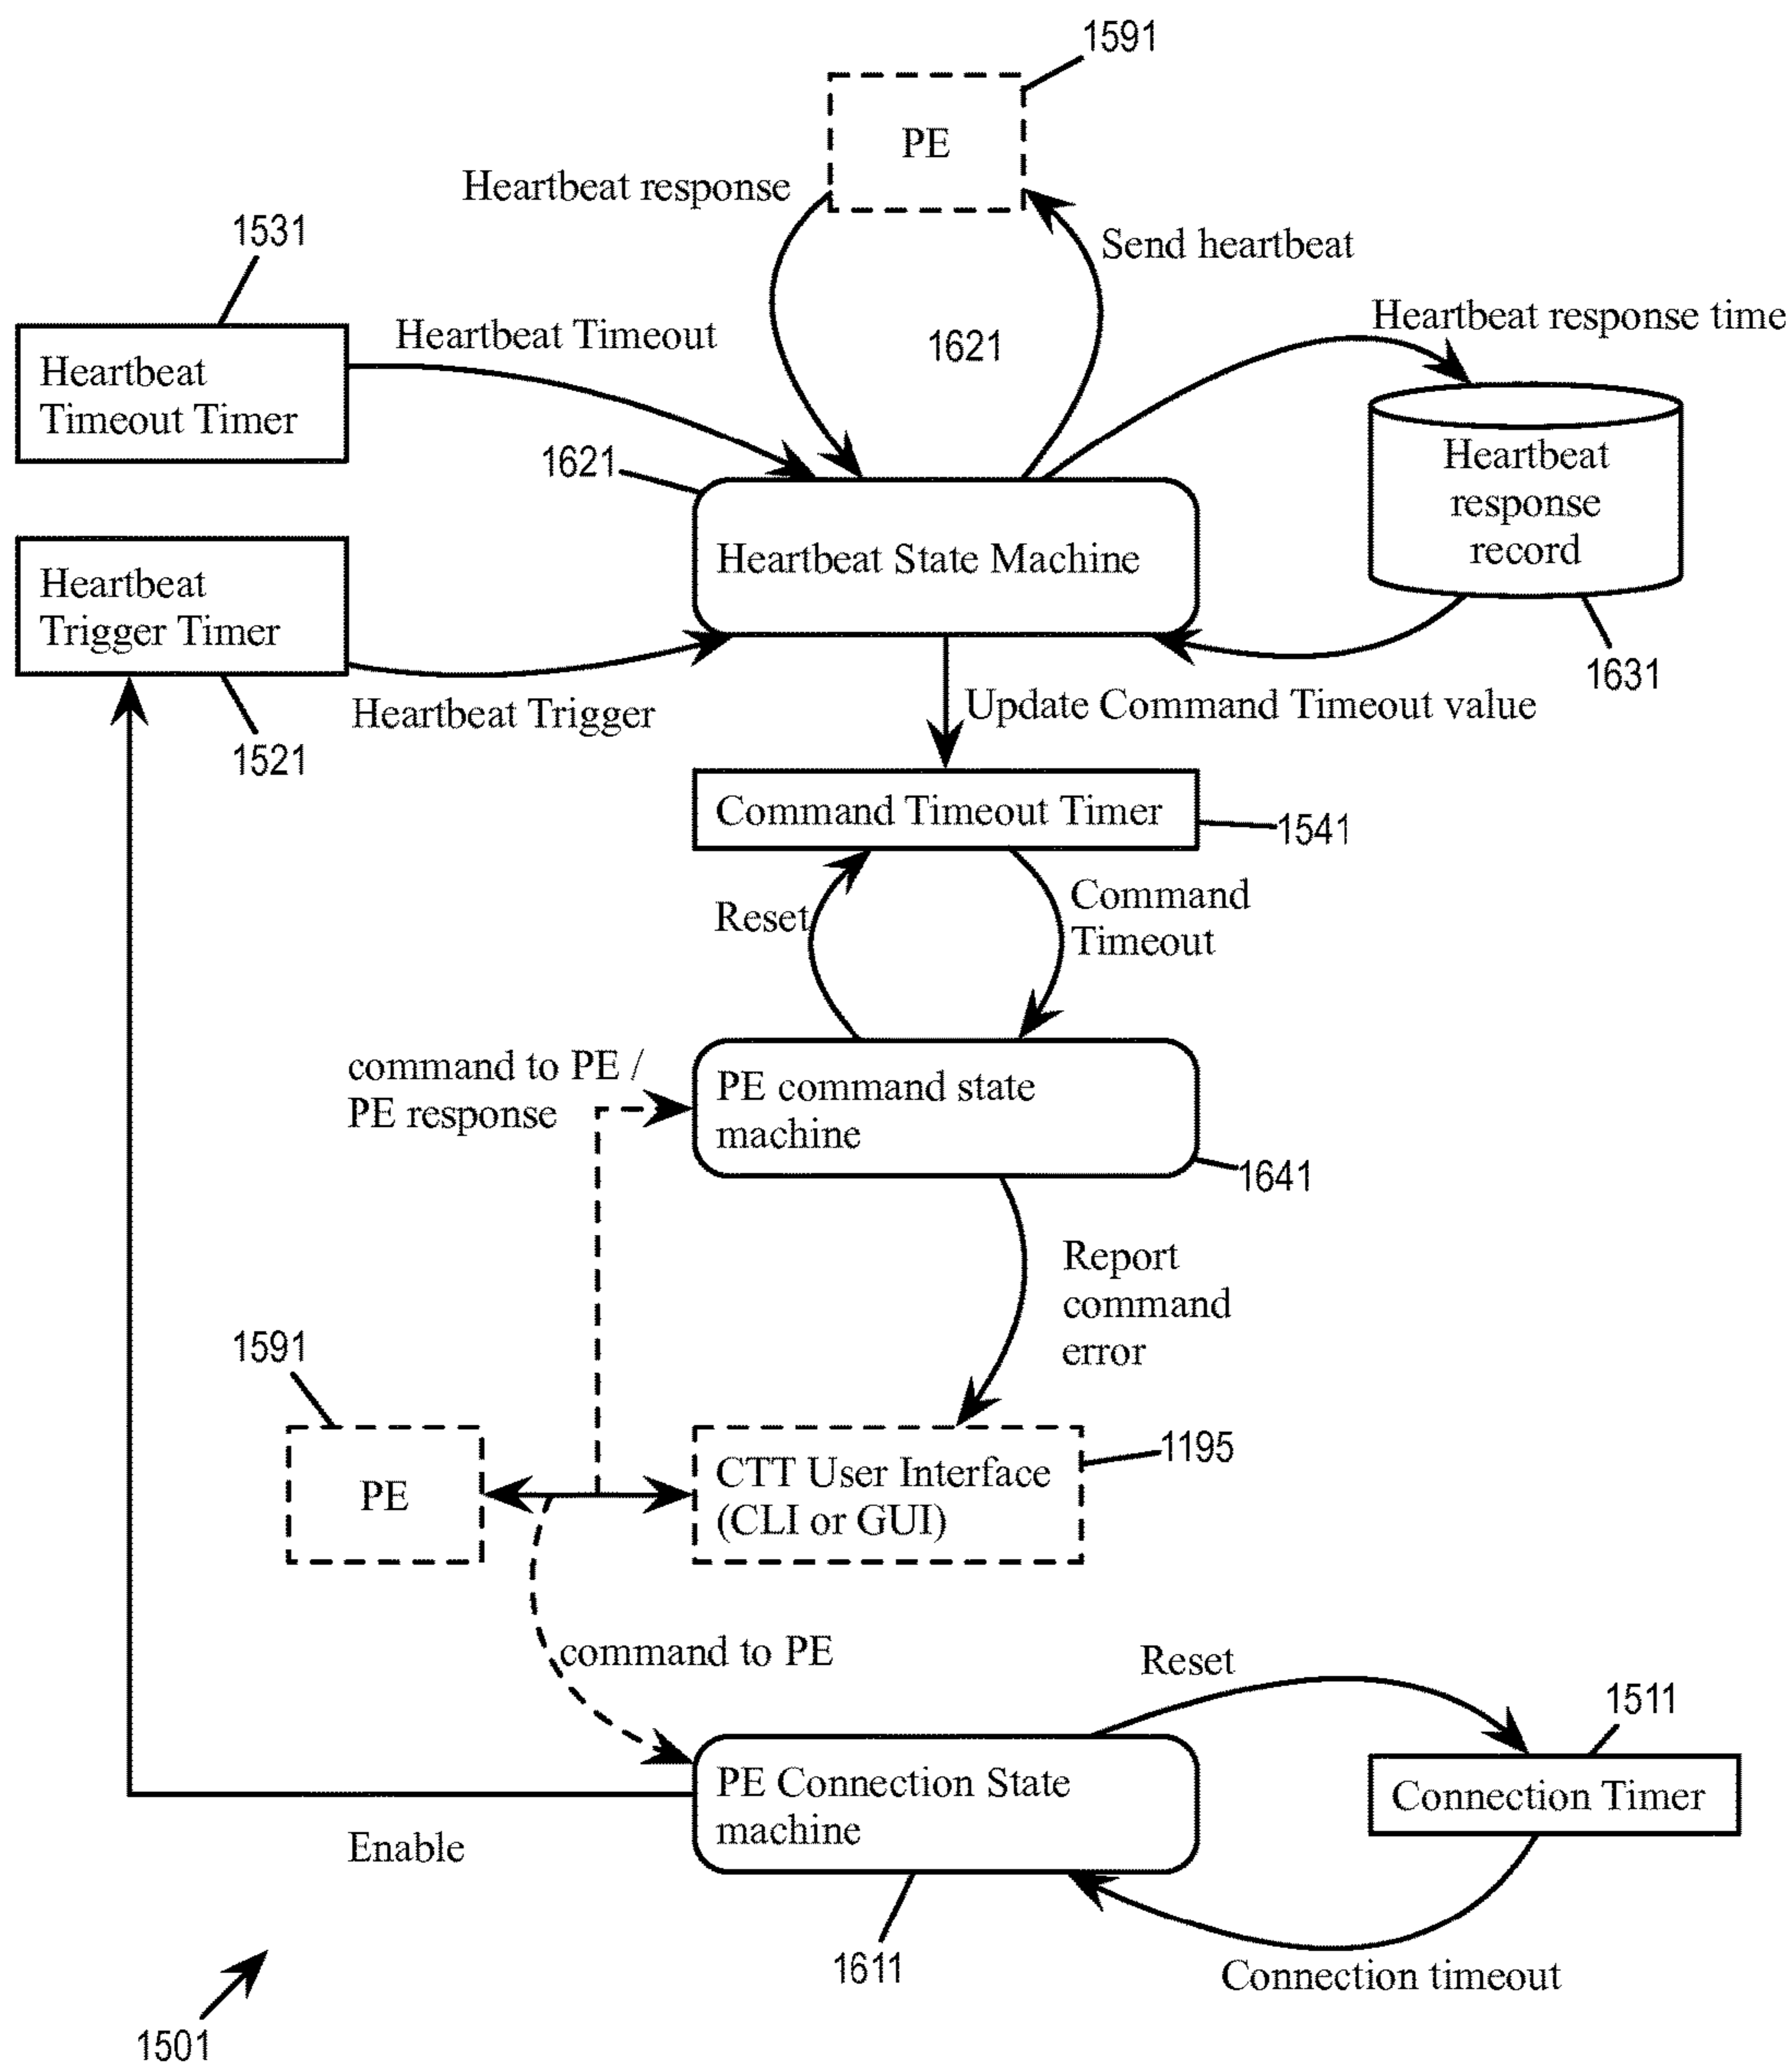 1591
PE
Heartbeat response
1531
Send heartbeat
Heartbeat response time
Heartbeat Timeout
1621
Heartbeat
Timeout Timer
1621
Heartbeat
response
record
Heartbeat State Machine
Heartbeat
Trigger Timer
1631
Heartbeat Trigger
Update Command Timeout value
1521
Command Timeout Timer
1541
Reset
Command
Timeout
command to PE /
PE response
PE command state
machine
1641
Report
command
error
1591
1195
PE
CTT User Interface
(CLI or GUI)
command to PE
Reset
1511
PE Connection State
machine
Connection Timer
Enable
1611
Connection timeout
1501